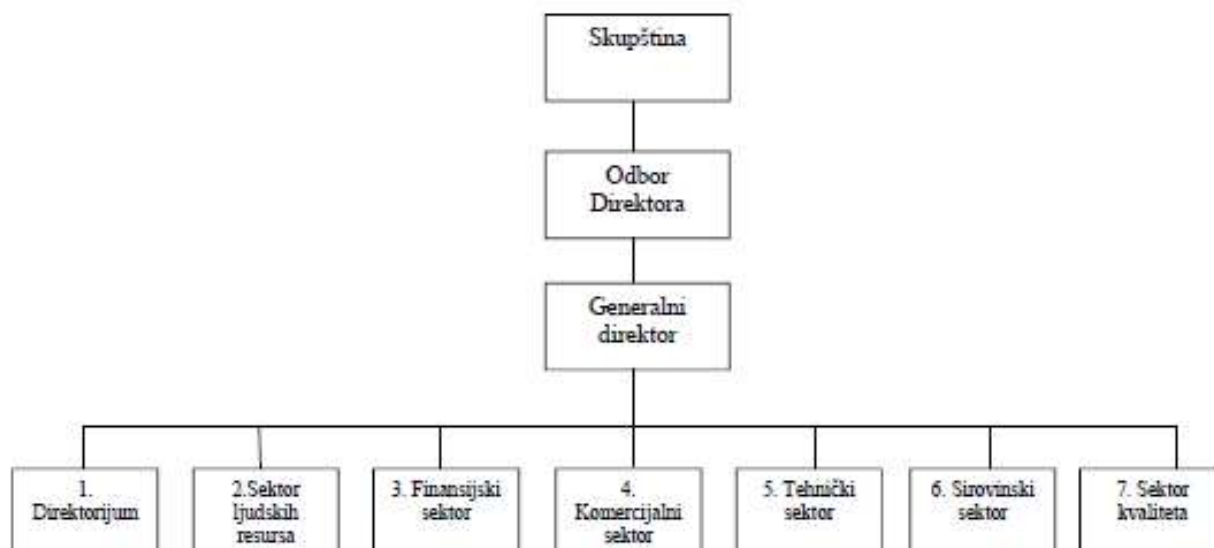 Skupština
Odbor
Direktora
Generalni
direktor
1.
Direktorijum
2.Sektor
ljudskih
resursa
3. Finansijski
sektor
4.
Komercijalni
sektor
5. Tehnički
sektor
6. Sirovinski
sektor
7. Sektor
kvaliteta